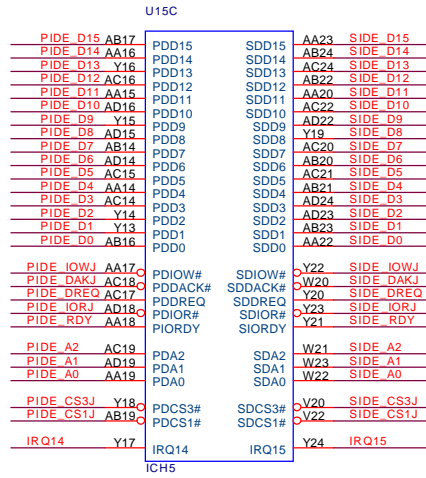 U15C
PIDE_D15 AB17 PDD15 SDD15 AA23 SIDE_D15
PIDE_D14 AA16 PDD14 SDD14 AB24 SIDE_D14
PIDE_D13 Y16 PDD13 SDD13 AC24 SIDE_D13
PIDE_D12 AC16 PDD12 SDD12 AB22 SIDE_D12
PIDE_D11 AA15 PDD11 SDD11 AA20 SIDE_D11
PIDE_D10 AD16 PDD10 SDD10 AC22 SIDE_D10
PIDE_D9 Y15 PDD9 SDD9 AD22 SIDE_D9
PIDE_D8 AD15 PDD8 SDD8 Y19 SIDE_D8
PIDE_D7 AB14 PDD7 SDD7 AC20 SIDE_D7
PIDE_D6 AD14 PDD6 SDD6 AB20 SIDE_D6
PIDE_D5 AC15 PDD5 SDD5 AC21 SIDE_D5
PIDE_D4 AA14 PDD4 SDD4 AB21 SIDE_D4
PIDE_D3 AC14 PDD3 SDD3 AD24 SIDE_D3
PIDE_D2 Y14 PDD2 SDD2 AD23 SIDE_D2
PIDE_D1 Y13 PDD1 SDD1 AB23 SIDE_D1
PIDE_D0 AB16 PDD0 SDD0 AA22 SIDE_D0
PIDE_IOWJ AA17 PDIOW# SDIOW# Y22 SIDE_IOWJ
PIDE_DAKJ AC18 PDDACK# SDDACK# W20 SIDE_DAKJ
PIDE_DREQ AC17 PDDREQ SDDREQ Y20 SIDE_DREQ
PIDE_IORJ AD18 PDIOR# SDIOR# Y23 SIDE_IORJ
PIDE_RDY AA18 PIORDY SIORDY Y21 SIDE_RDY
PIDE_A2 AC19 PDA2 SDA2 W21 SIDE_A2
PIDE_A1 AD19 PDA1 SDA1 W23 SIDE_A1
PIDE_A0 AA19 PDA0 SDA0 W22 SIDE_A0
PIDE_CS3J Y18 PDCS3# SDCS3# V20 SIDE_CS3J
PIDE_CS1J AB19 PDCS1# SDCS1# V22 SIDE_CS1J
IRQ14 Y17 IRQ14 IRQ15 Y24 IRQ15
ICH5